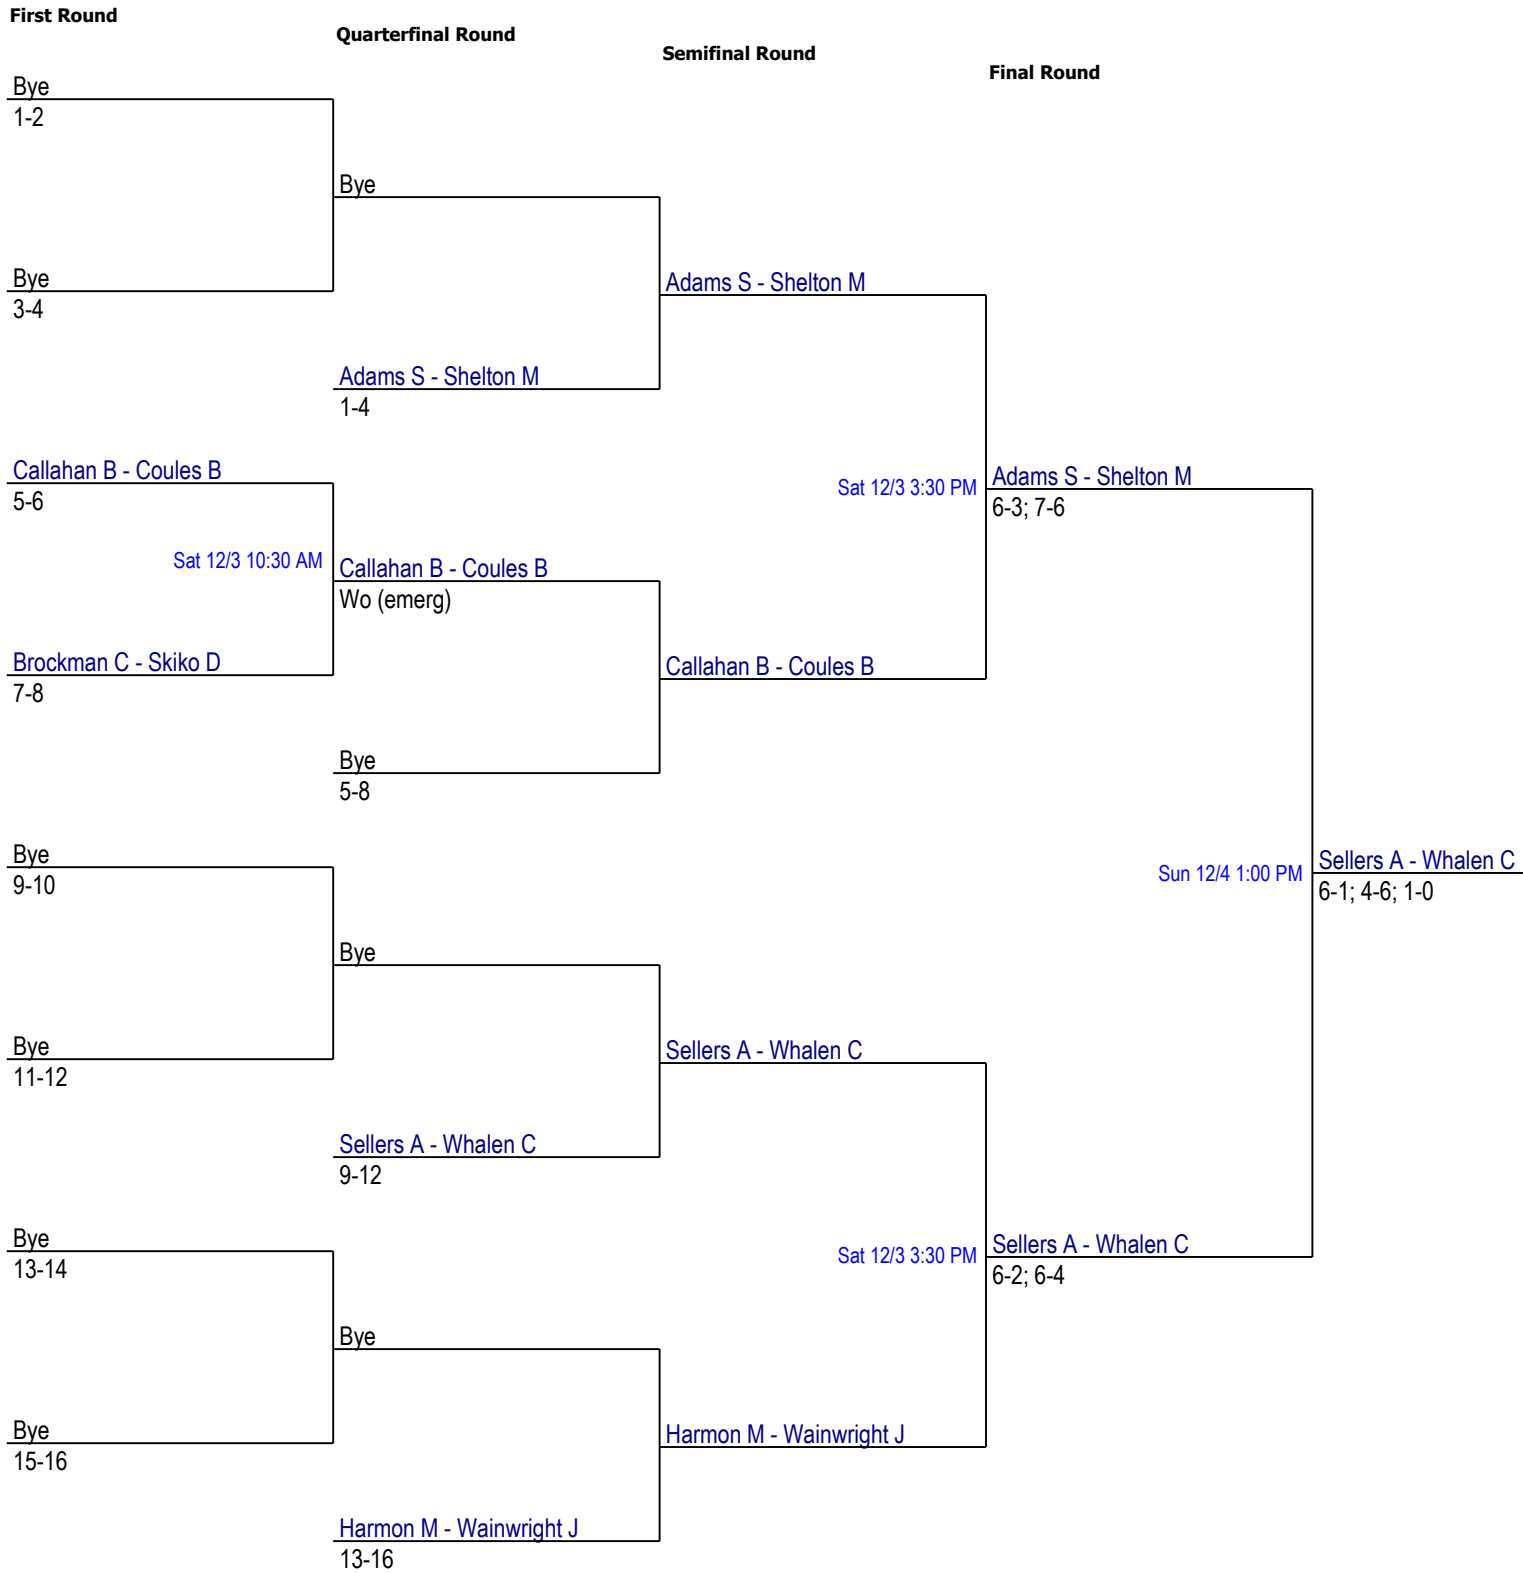 First Round
Quarterfinal Round
Semifinal Round
Final Round
Bye
1-2
Bye
Bye
3-4
Adams S - Shelton M
Adams S - Shelton M
1-4
Callahan B - Coules B
5-6
Sat 12/3 3:30 PM
Adams S - Shelton M
6-3; 7-6
Sat 12/3 10:30 AM
Callahan B - Coules B
Wo (emerg)
Brockman C - Skiko D
7-8
Callahan B - Coules B
Bye
5-8
Bye
9-10
Sun 12/4 1:00 PM
Sellers A - Whalen C
6-1; 4-6; 1-0
Bye
Bye
11-12
Sellers A - Whalen C
Sellers A - Whalen C
9-12
Bye
13-14
Sat 12/3 3:30 PM
Sellers A - Whalen C
6-2; 6-4
Bye
Bye
15-16
Harmon M - Wainwright J
Harmon M - Wainwright J
13-16